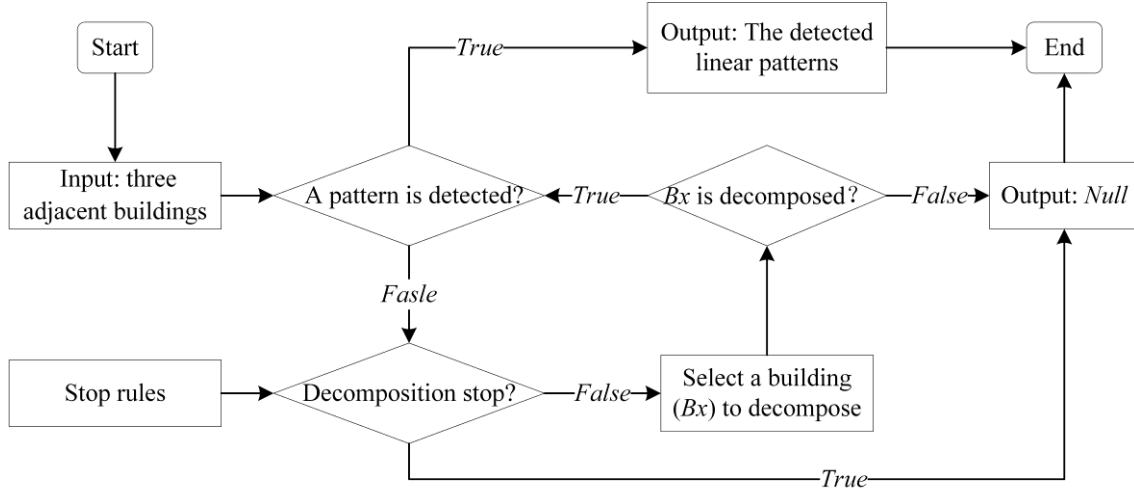 Start
True
Output: The detected
linear patterns
End
Input: three
adjacent buildings
A pattern is detected?
True
Bx is decomposed?
False
Output: Null
Fasle
Stop rules
Decomposition stop?
False
Select a building
(Bx) to decompose
True